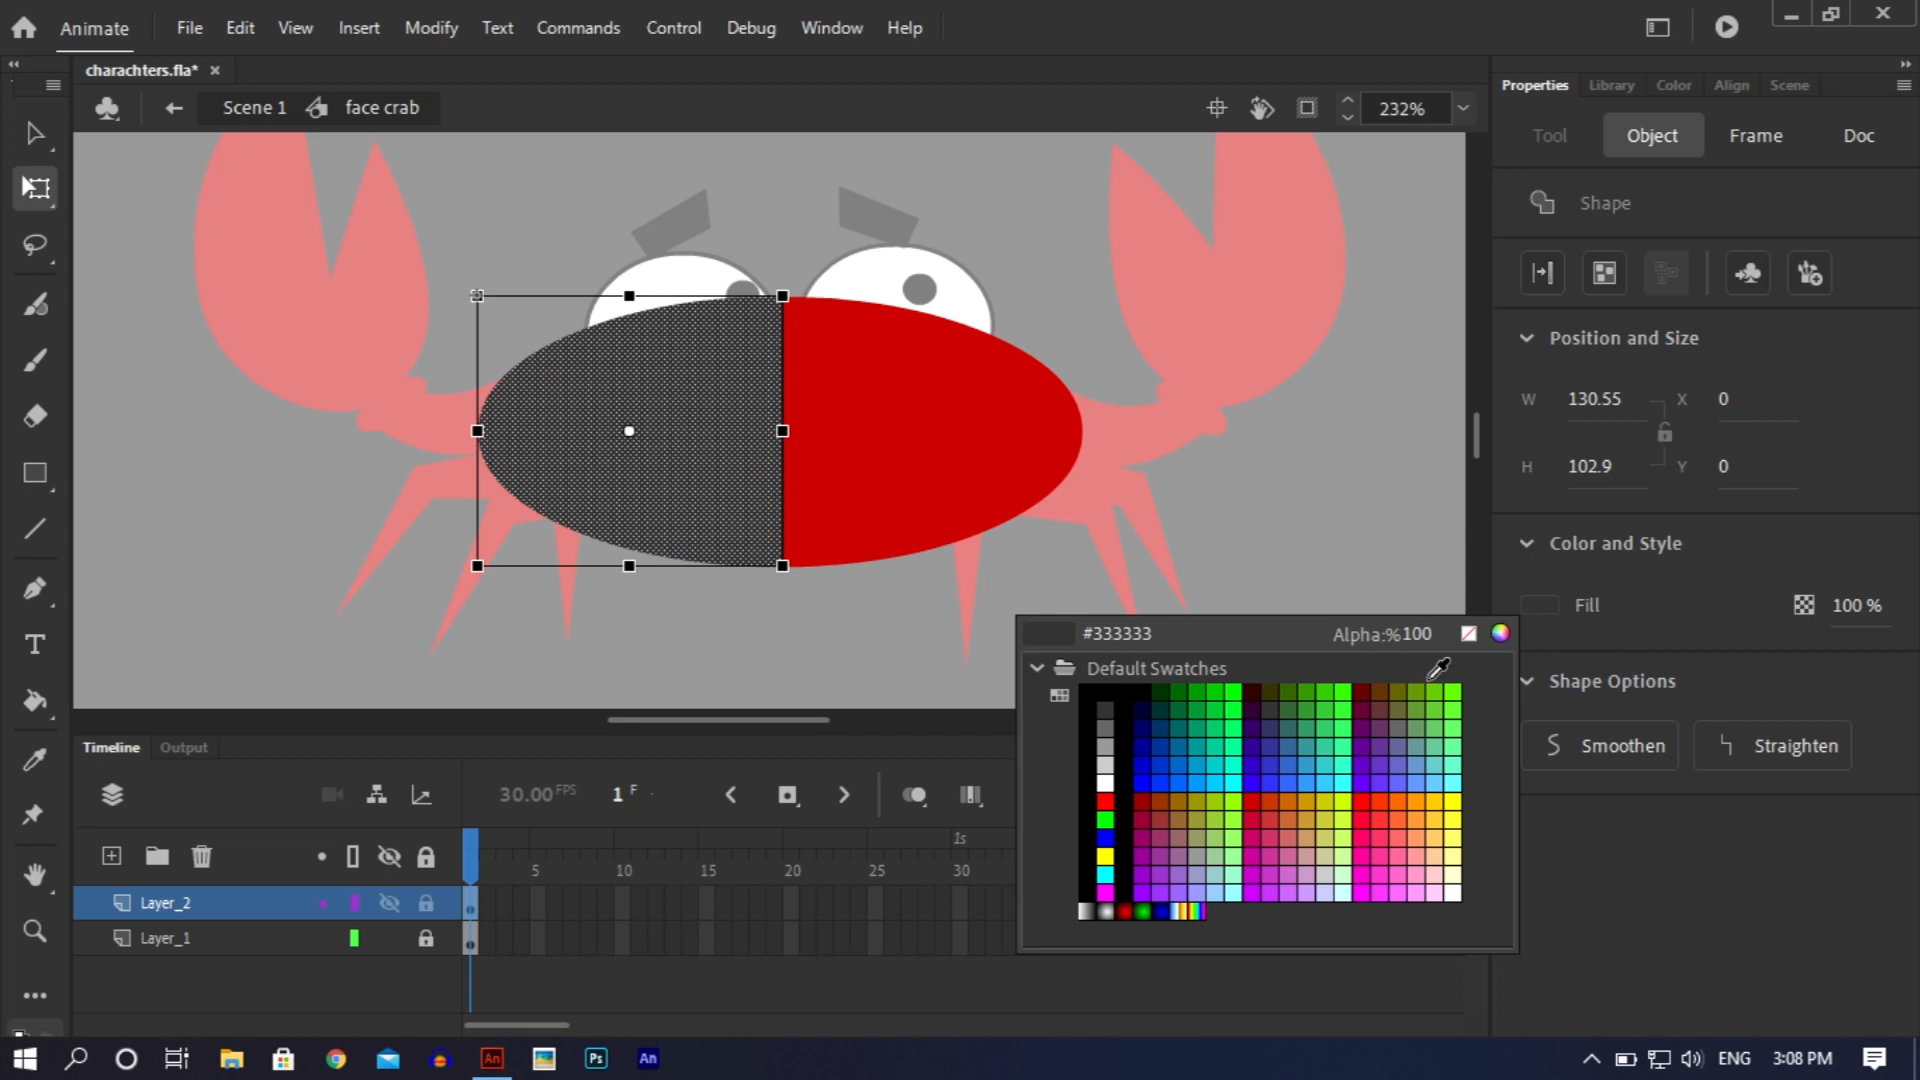 Animate File Edit View Insert Modify Text Commands Control Debug Window Help
charachters.fla*
Scene 1 face crab 232%
Properties Library Color Align Scene
Tool Object Frame Doc
Shape
Position and Size
W 130.55 X 0
H 102.9 Y 0
Color and Style
Fill 100 %
#333333 Alpha:%100
Default Swatches
Shape Options
Smoothen Straighten
Timeline Output
30.00 FPS 1 F
1s
5 10 15 20 25 30
Layer_2
Layer_1
An Ps An ENG 3:08 PM